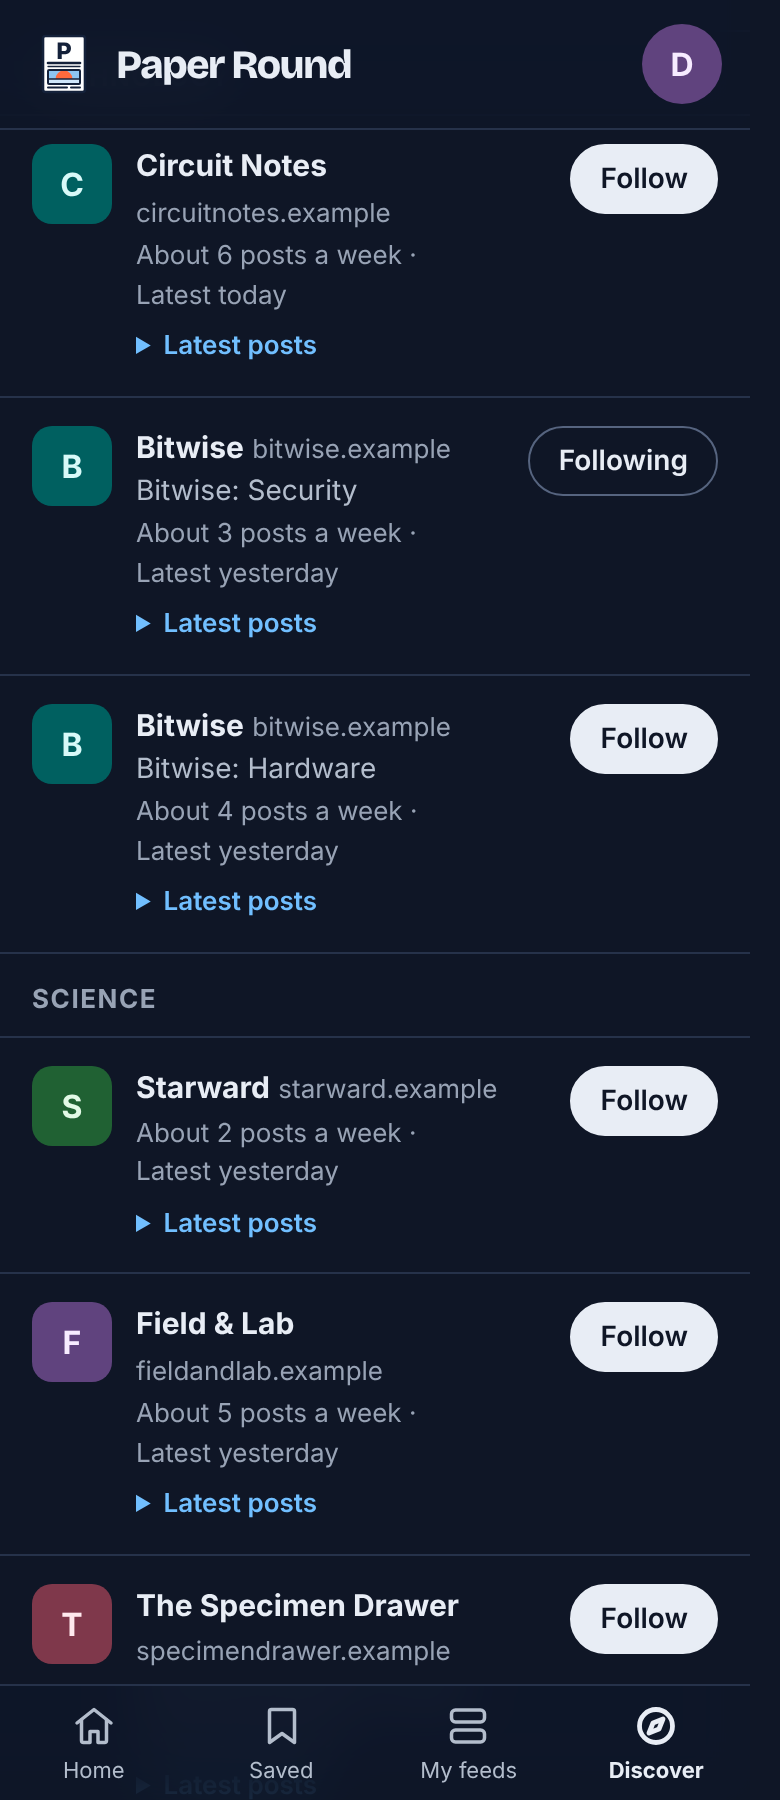 P
Paper Round
D
C
Circuit Notes
Follow
circuitnotes.example
About 6 posts a week ·
Latest today
Latest posts
B
Bitwise bitwise.example
Following
Bitwise: Security
About 3 posts a week ·
Latest yesterday
Latest posts
B
Bitwise bitwise.example
Follow
Bitwise: Hardware
About 4 posts a week ·
Latest yesterday
Latest posts
SCIENCE
S
Starward starward.example
Follow
About 2 posts a week ·
Latest yesterday
Latest posts
F
Field & Lab
Follow
fieldandlab.example
About 5 posts a week ·
Latest yesterday
Latest posts
T
The Specimen Drawer
Follow
specimendrawer.example
Home
Saved
My feeds
Discover
Latest posts